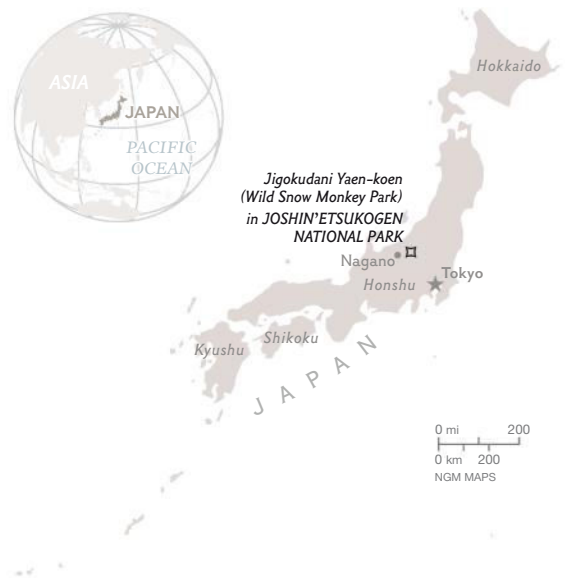 ASIA
JAPAN
PACIFIC
OCEAN
Hokkaido
Jigokudani Yaen-koen
(Wild Snow Monkey Park)
in JOSHIN'ETSUKOGEN
NATIONAL PARK
Nagano
Tokyo
Honshu
Shikoku
Kyushu
JAPAN
0 mi 200
0 km 200
NGM MAPS